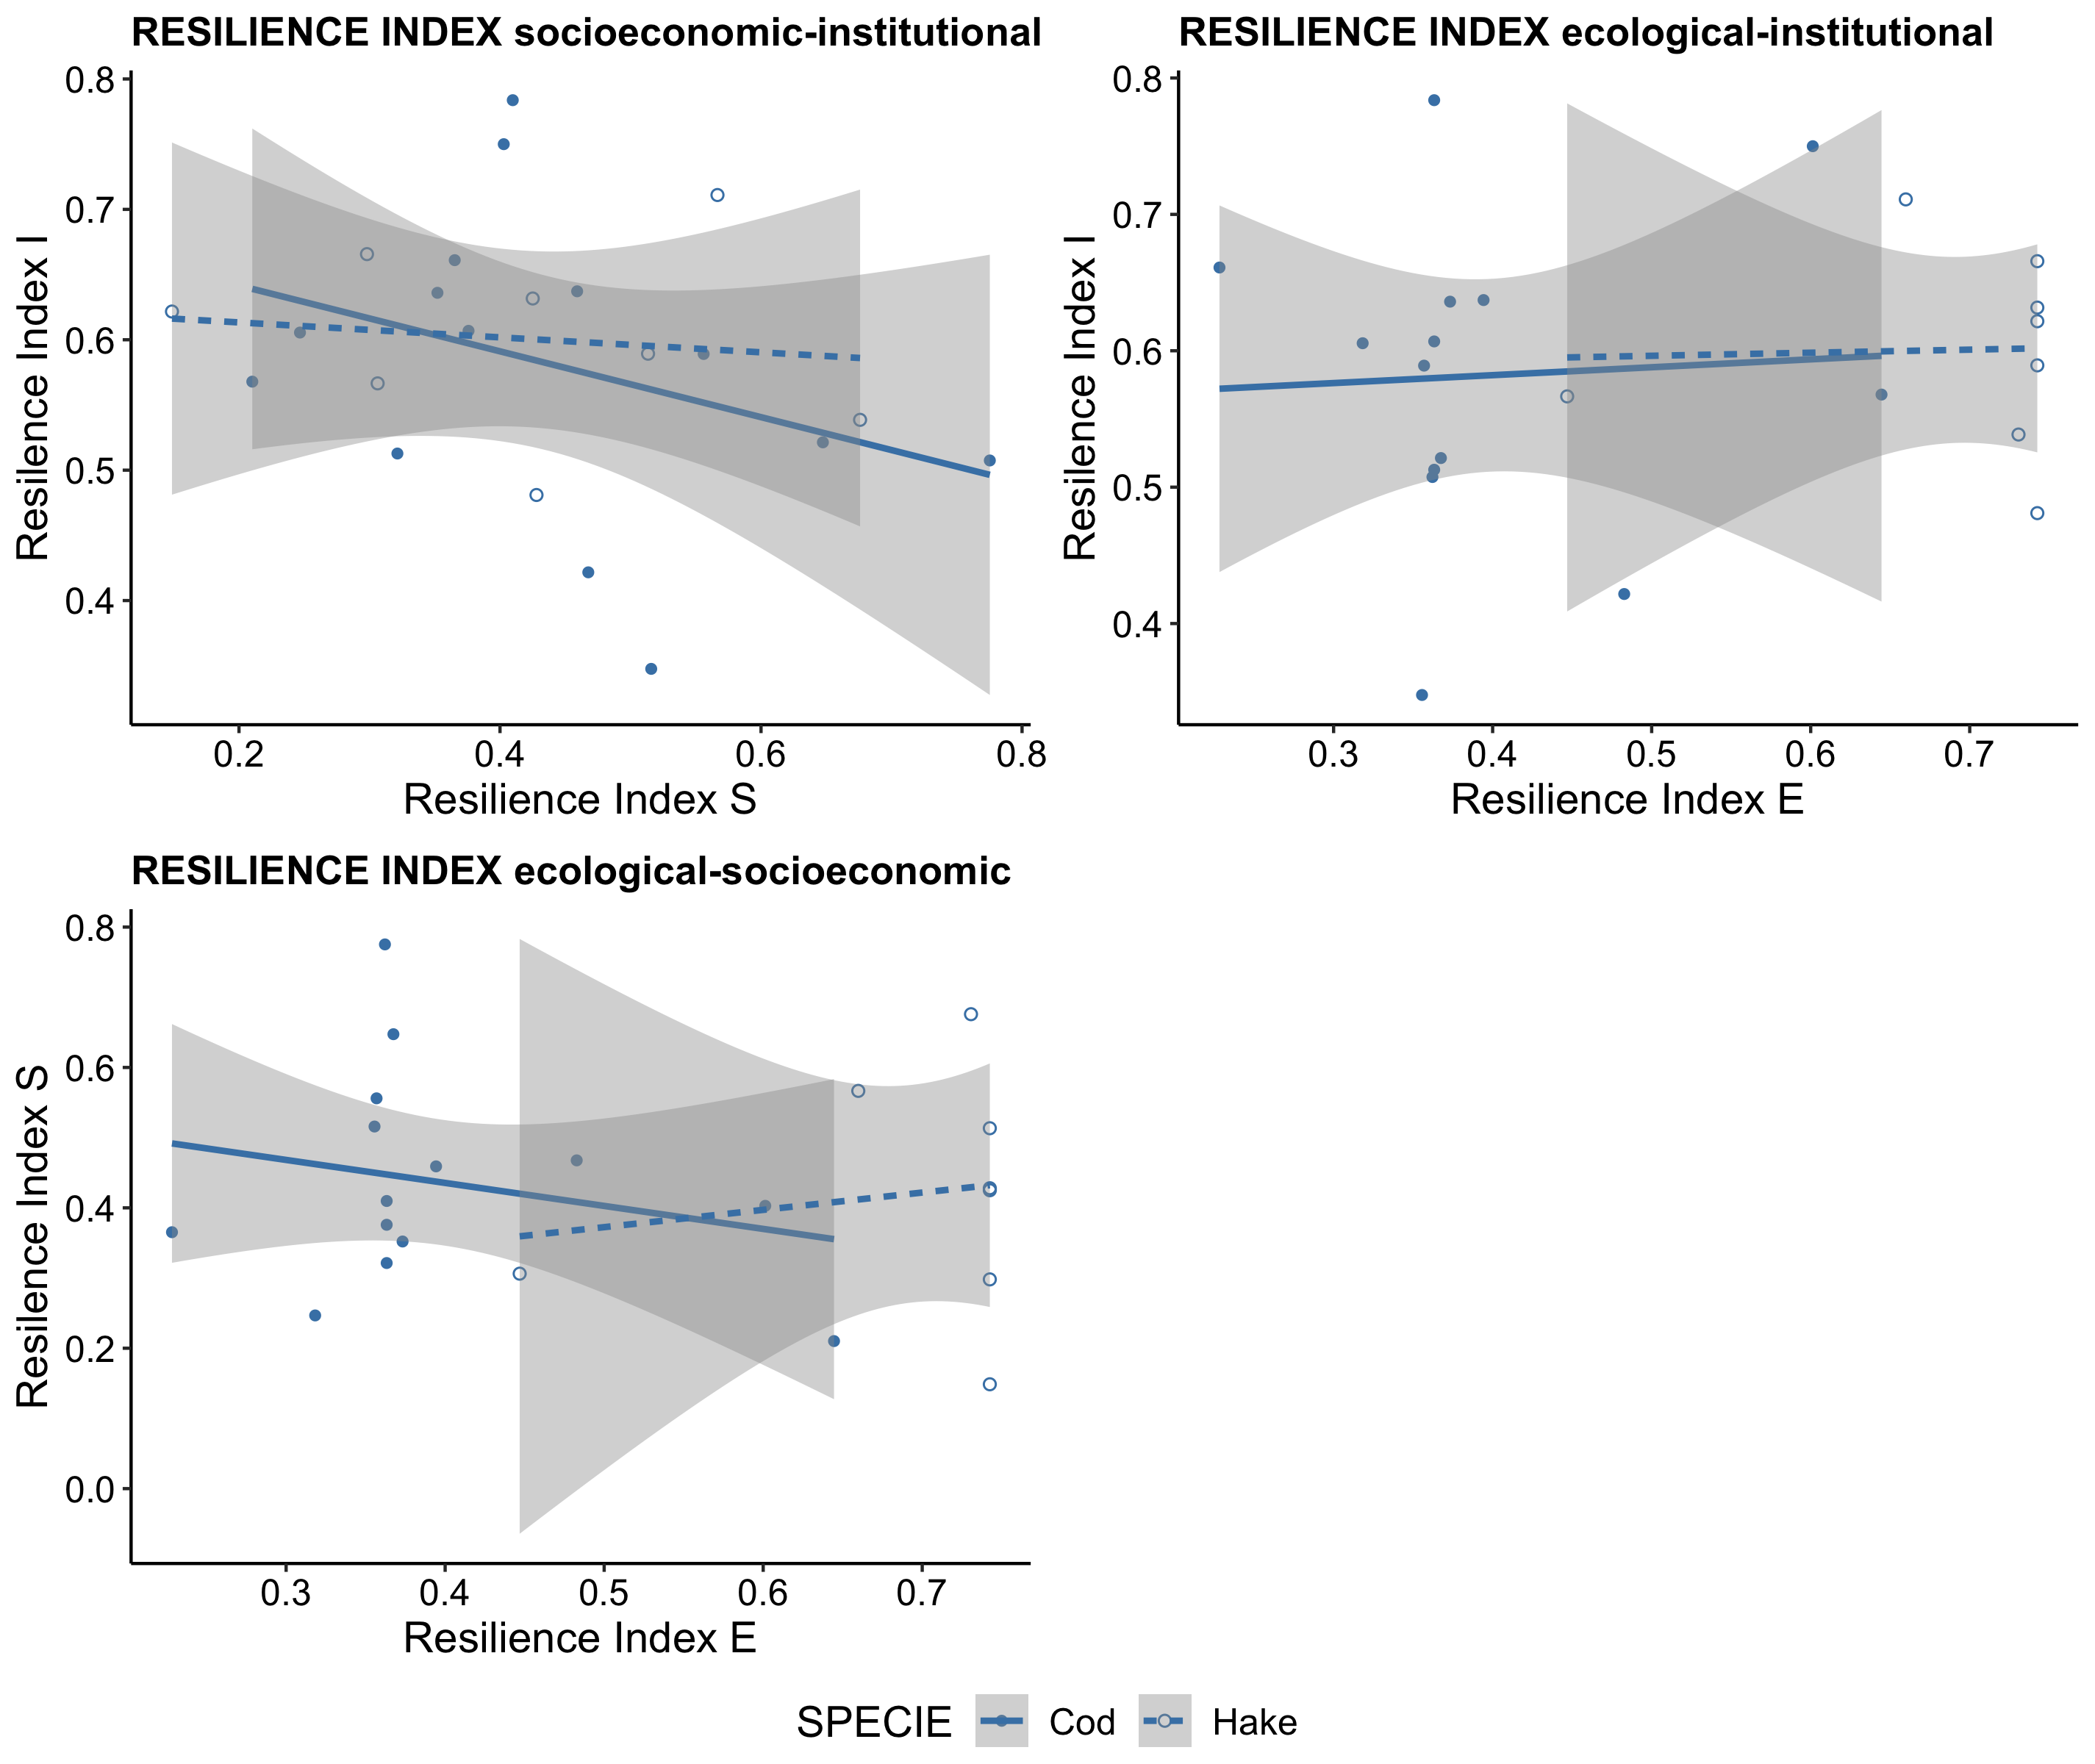 RESILIENCE INDEX socioeconomic-institutional
0.8
0.7
0.6
0.5
0.4
Resilence Index I
0.2 0.4 0.6 0.8
Resilience Index S
RESILIENCE INDEX ecological-institutional
0.8
0.7
0.6
0.5
0.4
Resilence Index I
0.3 0.4 0.5 0.6 0.7
Resilience Index E
RESILIENCE INDEX ecological-socioeconomic
0.8
0.6
0.4
0.2
0.0
Resilience Index S
0.3 0.4 0.5 0.6 0.7
Resilience Index E
SPECIE Cod Hake